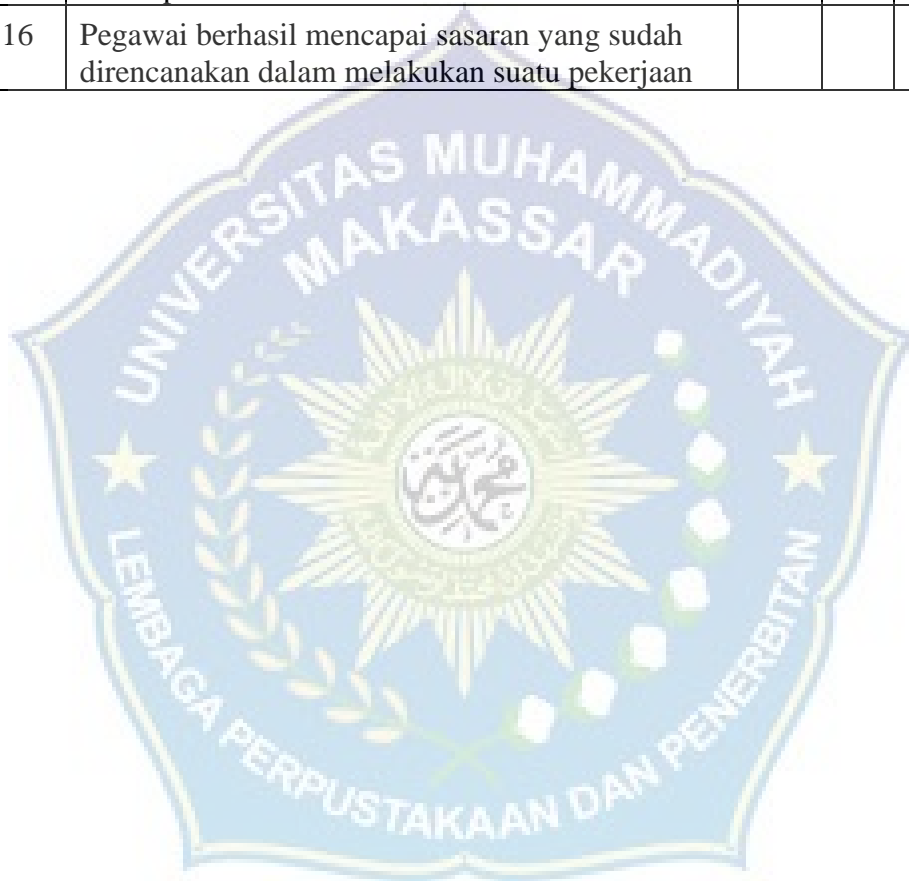 16 Pegawai berhasil mencapai sasaran yang sudah
direncanakan dalam melakukan suatu pekerjaan
UNIVERSITAS MUHAMMADIYAH
MAKASSAR
محمدية
LEMBAGA PERPUSTAKAAN DAN PENERBITAN